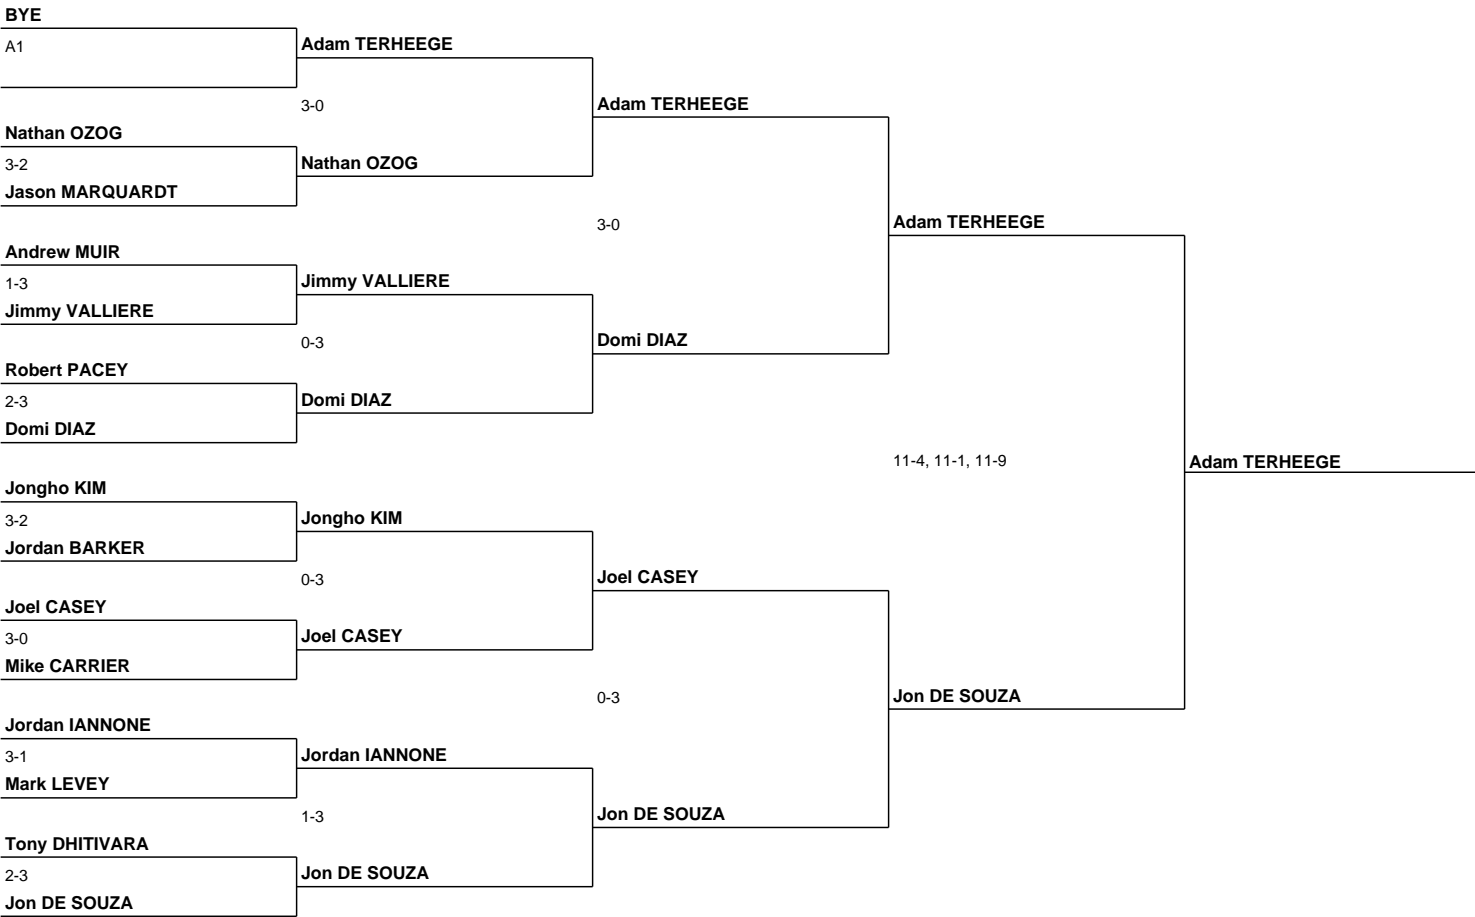 BYE
A1
Adam TERHEEGE
3-0
Adam TERHEEGE
Nathan OZOG
3-2
Nathan OZOG
Jason MARQUARDT
3-0
Adam TERHEEGE
Andrew MUIR
1-3
Jimmy VALLIERE
Jimmy VALLIERE
0-3
Domi DIAZ
Robert PACEY
2-3
Domi DIAZ
Domi DIAZ
11-4, 11-1, 11-9
Adam TERHEEGE
Jongho KIM
3-2
Jongho KIM
Jordan BARKER
0-3
Joel CASEY
Joel CASEY
3-0
Joel CASEY
Mike CARRIER
0-3
Jon DE SOUZA
Jordan IANNONE
3-1
Jordan IANNONE
Mark LEVEY
1-3
Jon DE SOUZA
Tony DHITIVARA
2-3
Jon DE SOUZA
Jon DE SOUZA